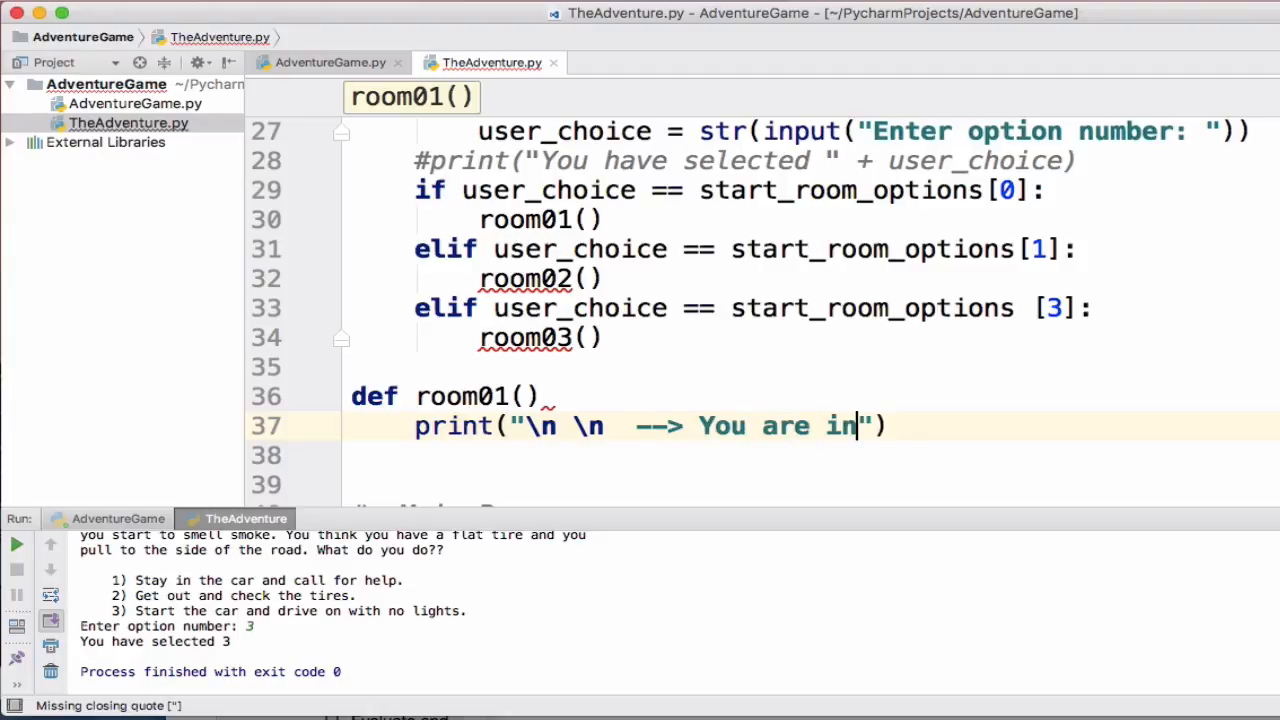 TheAdventure.py - AdventureGame - [~/PycharmProjects/AdventureGame]
AdventureGame
TheAdventure.py
Project
AdventureGame.py
TheAdventure.py
AdventureGame ~/Pycharm
AdventureGame.py
TheAdventure.py
External Libraries
room01()
27 user_choice = str(input("Enter option number: "))
28 #print("You have selected " + user_choice)
29 if user_choice == start_room_options[0]:
30 room01()
31 elif user_choice == start_room_options[1]:
32 room02()
33 elif user_choice == start_room_options [3]:
34 room03()
35
36 def room01()
37 print("\n \n  --> You are in")
38
39
Run: AdventureGame TheAdventure
you start to smell smoke. You think you have a flat tire and you
pull to the side of the road. What do you do??
1) Stay in the car and call for help.
2) Get out and check the tires.
3) Start the car and drive on with no lights.
Enter option number: 3
You have selected 3
Process finished with exit code 0
Missing closing quote ["]